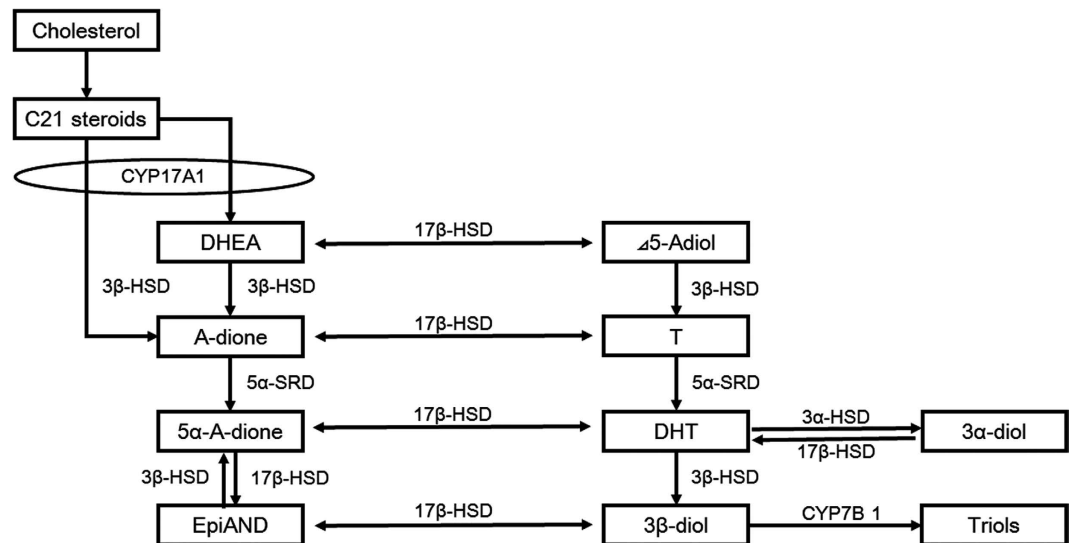 Cholesterol
C21 steroids
CYP17A1
DHEA
17β-HSD
⊿5-Adiol
3β-HSD
3β-HSD
3β-HSD
A-dione
17β-HSD
T
5α-SRD
5α-SRD
5α-A-dione
17β-HSD
DHT
3α-HSD
17β-HSD
3α-diol
3β-HSD
17β-HSD
3β-HSD
EpiAND
17β-HSD
3β-diol
CYP7B 1
Triols